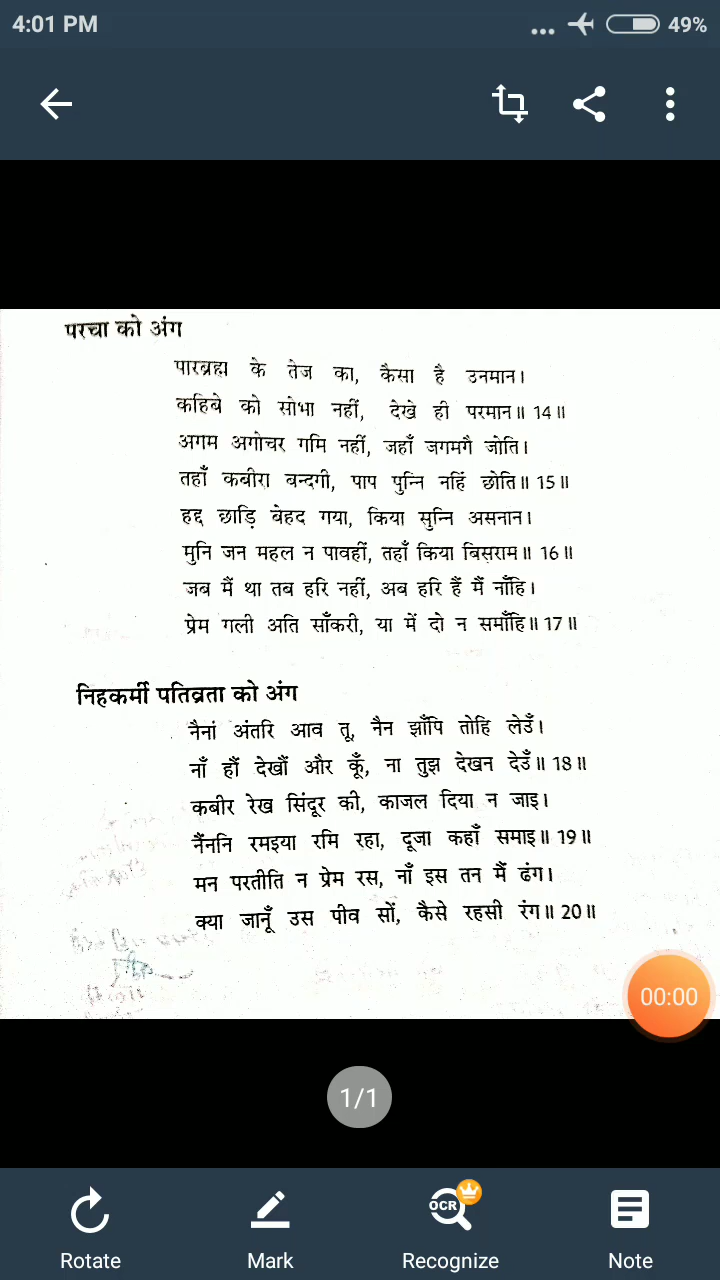 4:01 PM
... 49%
परचा को अंग
पारब्रह्म के तेज का, कैसा है उनमान।
कहिबे को सोभा नहीं, देखे ही परमान॥ 14॥
अगम अगोचर गमि नहीं, जहाँ जगमगै जोति।
तहाँ कबीरा बन्दगी, पाप पुन्नि नहिं छोति॥ 15॥
हद्द छाड़ि बेहद गया, किया सुन्नि असनान।
मुनि जन महल न पावहीं, तहाँ किया बिसराम॥ 16॥
जब मैं था तब हरि नहीं, अब हरि हैं मैं नाँहि।
प्रेम गली अति साँकरी, या में दो न समाँहि॥ 17॥
निहकर्मी पतिब्रता को अंग
नैनां अंतरि आव तू, नैन झाँपि तोहि लेउँ।
नाँ हौं देखौं और कूँ, ना तुझ देखन देउँ॥ 18॥
कबीर रेख सिंदूर की, काजल दिया न जाइ।
नैंननि रमइया रमि रहा, दूजा कहाँ समाइ॥ 19॥
मन परतीति न प्रेम रस, नाँ इस तन मैं ढंग।
क्या जानूँ उस पीव सों, कैसे रहसी रंग॥ 20॥
00:00
1/1
OCR
Rotate Mark Recognize Note